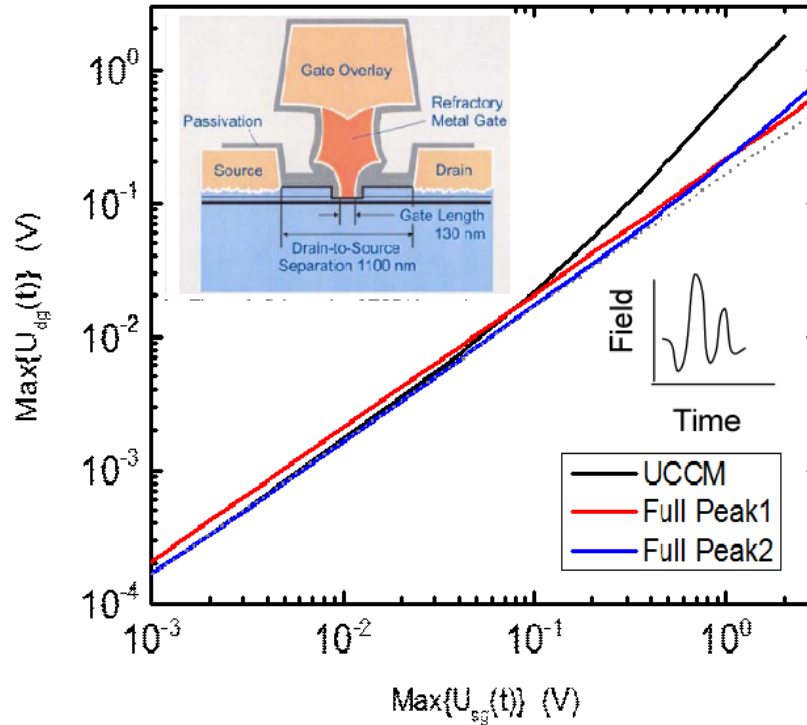 Max{U_dg(t)} (V)
10^0
10^-1
10^-2
10^-3
10^-4
Gate Overlay
Passivation
Refractory
Metal Gate
Source
Drain
Gate Length
130 nm
Drain-to-Source
Separation 1100 nm
Field
Time
UCCM
Full Peak1
Full Peak2
10^-3
10^-2
10^-1
10^0
Max{U_sg(t)} (V)